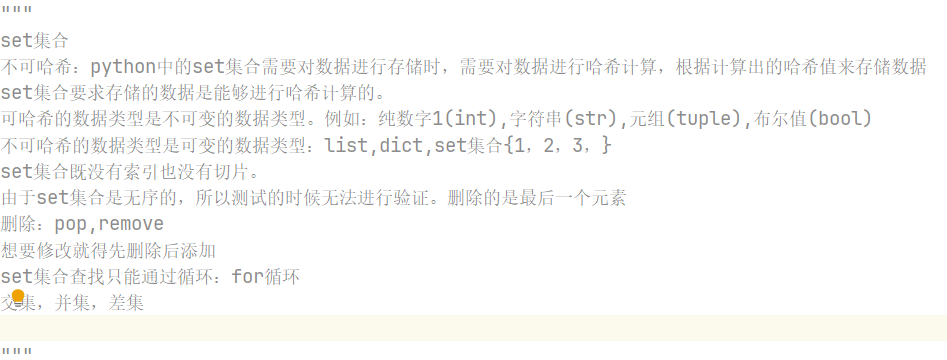 """
set集合
不可哈希：python中的set集合需要对数据进行存储时，需要对数据进行哈希计算，根据计算出的哈希值来存储数据
set集合要求存储的数据是能够进行哈希计算的。
可哈希的数据类型是不可变的数据类型。例如：纯数字1(int),字符串(str),元组(tuple),布尔值(bool)
不可哈希的数据类型是可变的数据类型：list,dict,set集合{1, 2, 3, }
set集合既没有索引也没有切片。
由于set集合是无序的，所以测试的时候无法进行验证。删除的是最后一个元素
删除：pop,remove
想要修改就得先删除后添加
set集合查找只能通过循环：for循环
交集，并集，差集
"""